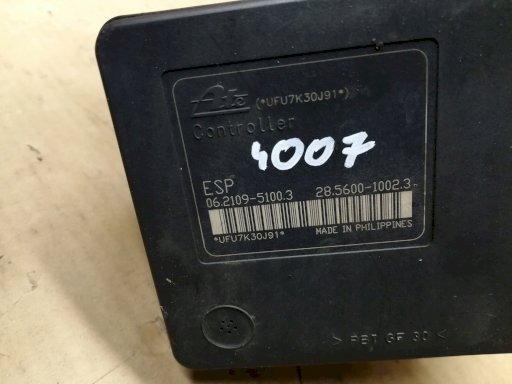 Ate (*UFU7K30J91*)
Controller
4007
ESP
06.2109-5100.3 28.5600-1002.3
*UFU7K30J91* MADE IN PHILIPPINES
> PBT GF 30 <